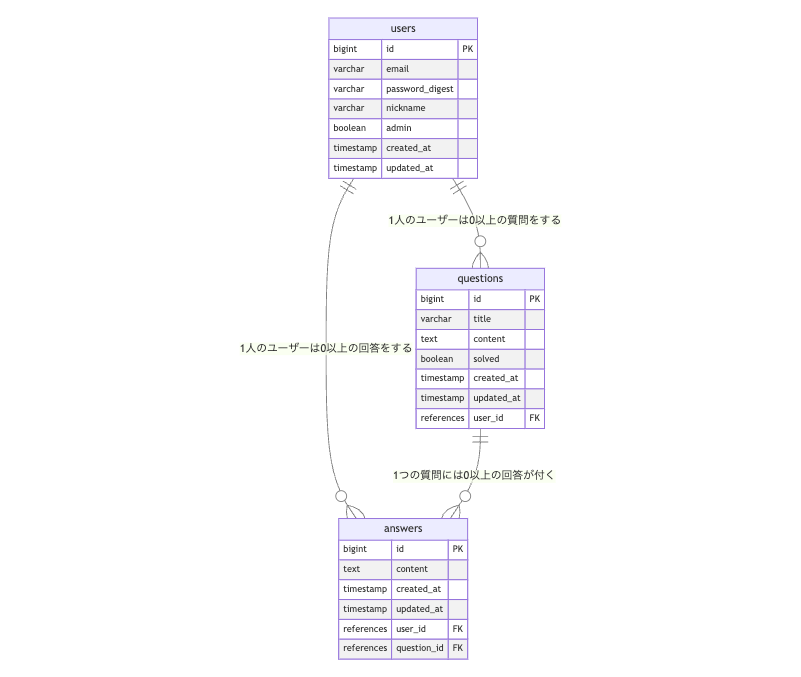 users
bigint id PK
varchar email
varchar password_digest
varchar nickname
boolean admin
timestamp created_at
timestamp updated_at
1人のユーザーは0以上の質問をする
questions
bigint id PK
varchar title
text content
boolean solved
timestamp created_at
timestamp updated_at
references user_id FK
1人のユーザーは0以上の回答をする
1つの質問には0以上の回答が付く
answers
bigint id PK
text content
timestamp created_at
timestamp updated_at
references user_id FK
references question_id FK